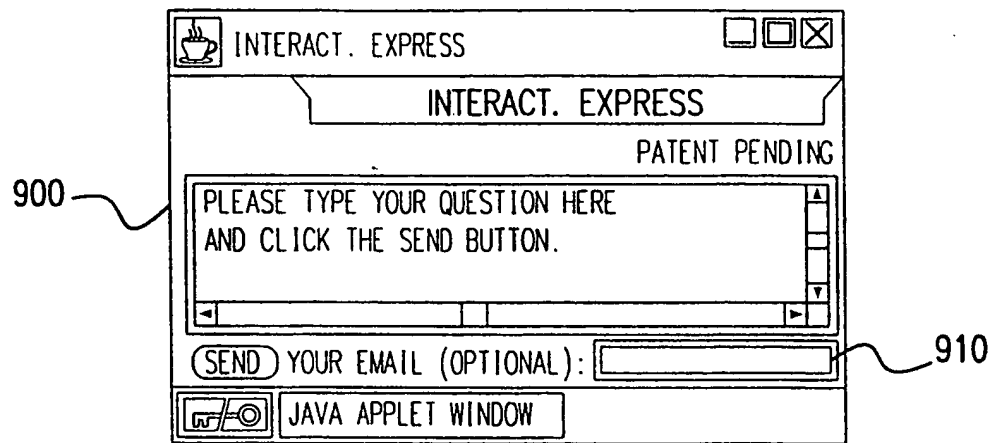 INTERACT. EXPRESS
INTERACT. EXPRESS
PATENT PENDING
900
PLEASE TYPE YOUR QUESTION HERE
AND CLICK THE SEND BUTTON.
SEND YOUR EMAIL (OPTIONAL):
910
JAVA APPLET WINDOW